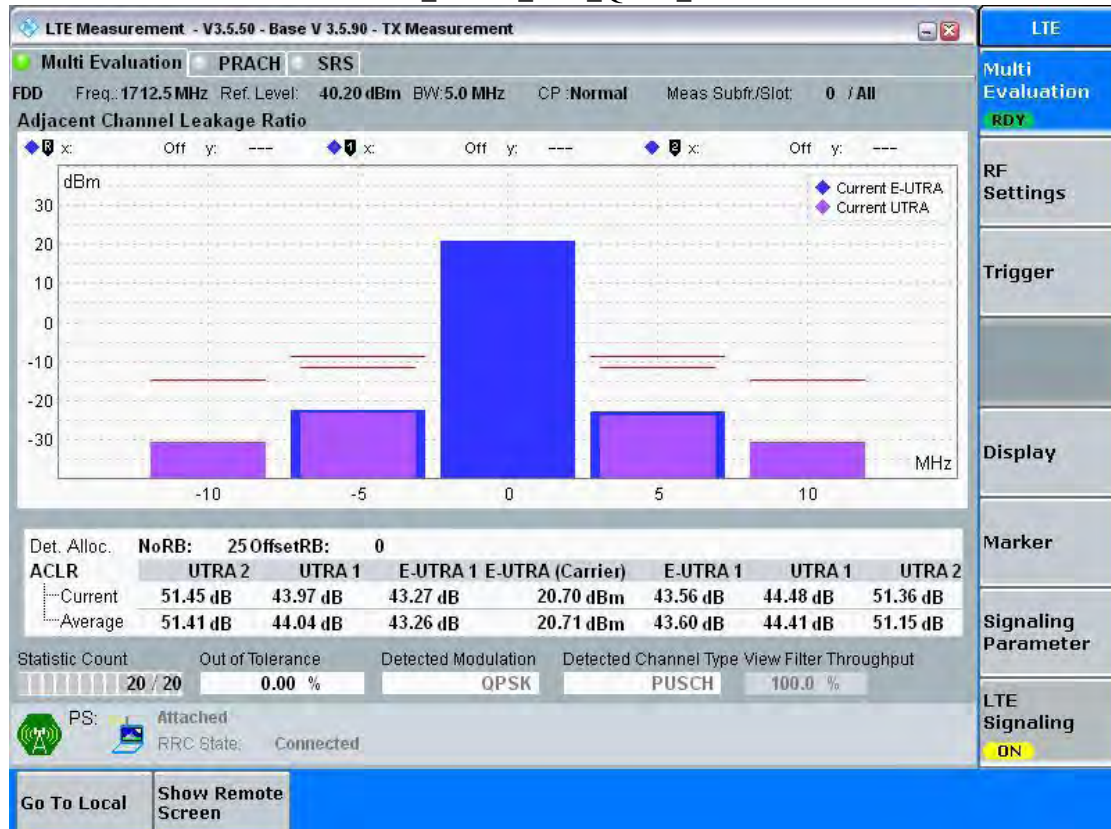 LTE Measurement - V3.5.50 - Base V 3.5.90 - TX Measurement
LTE
Multi Evaluation PRACH SRS
Multi Evaluation
RDY
FDD Freq.: 1712.5 MHz Ref. Level: 40.20 dBm BW: 5.0 MHz CP : Normal Meas Subfr./Slot: 0 / All
Adjacent Channel Leakage Ratio
R x: Off y: --- 1 x: Off y: --- 2 x: Off y: ---
dBm
Current E-UTRA
Current UTRA
30
20
10
0
-10
-20
-30
MHz
-10 -5 0 5 10
RF Settings
Trigger
Display
Marker
Signaling Parameter
LTE Signaling
ON
Det. Alloc. NoRB: 25 OffsetRB: 0
ACLR UTRA 2 UTRA 1 E-UTRA 1 E-UTRA (Carrier) E-UTRA 1 UTRA 1 UTRA 2
Current 51.45 dB 43.97 dB 43.27 dB 20.70 dBm 43.56 dB 44.48 dB 51.36 dB
Average 51.41 dB 44.04 dB 43.26 dB 20.71 dBm 43.60 dB 44.41 dB 51.15 dB
Statistic Count Out of Tolerance Detected Modulation Detected Channel Type View Filter Throughput
20 / 20 0.00 % QPSK PUSCH 100.0 %
PS: Attached
RRC State: Connected
Go To Local Show Remote Screen